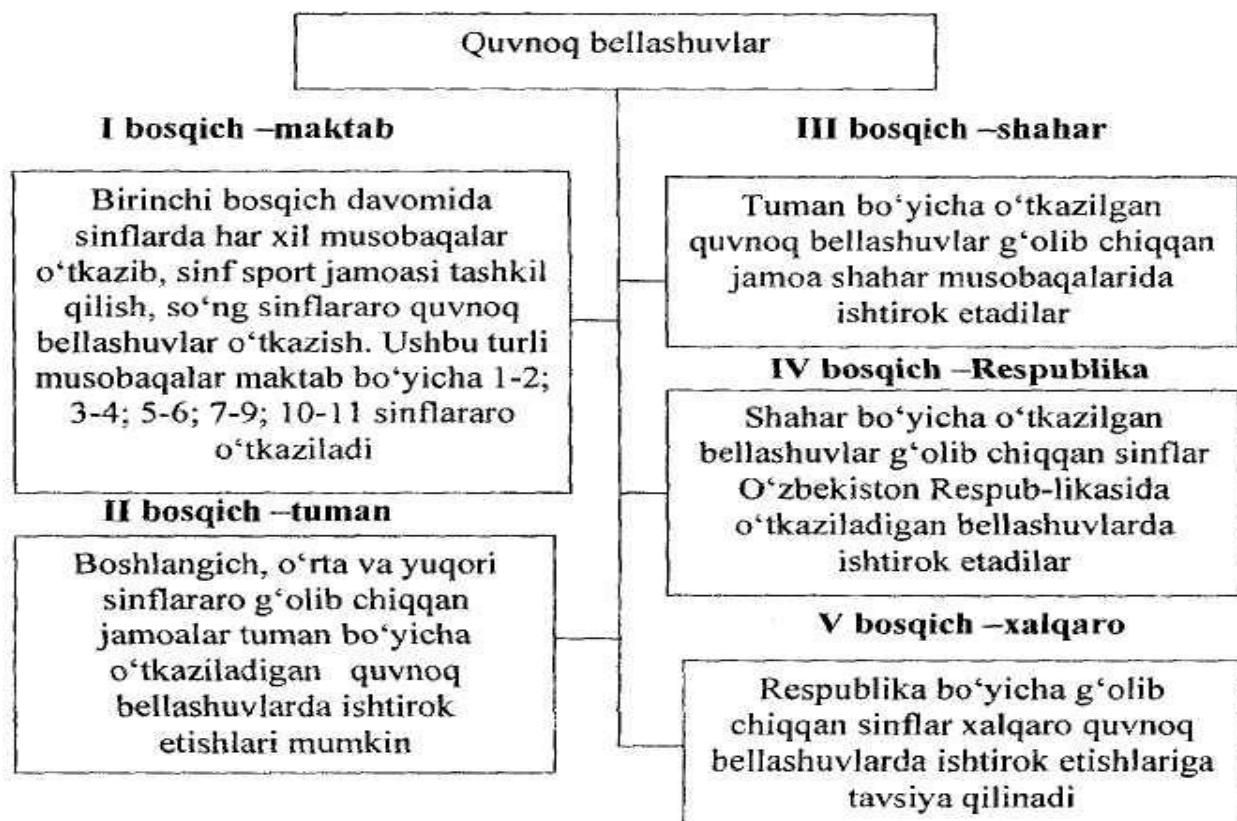 Quvnoq bellashuvlar
I bosqich –maktab
Birinchi bosqich davomida
sinflarda har xil musobaqalar
o‘tkazib, sinf sport jamoasi tashkil
qilish, so‘ng sinflararo quvnoq
bellashuvlar o‘tkazish. Ushbu turli
musobaqalar maktab bo‘yicha 1-2;
3-4; 5-6; 7-9; 10-11 sinflararo
o‘tkaziladi
II bosqich –tuman
Boshlangich, o‘rta va yuqori
sinflararo g‘olib chiqqan
jamoalar tuman bo‘yicha
o‘tkaziladigan quvnoq
bellashuvlarda ishtirok
etishlari mumkin
III bosqich –shahar
Tuman bo‘yicha o‘tkazilgan
quvnoq bellashuvlar g‘olib chiqqan
jamoa shahar musobaqalarida
ishtirok etadilar
IV bosqich –Respublika
Shahar bo‘yicha o‘tkazilgan
bellashuvlar g‘olib chiqqan sinflar
O‘zbekiston Respub-likasida
o‘tkaziladigan bellashuvlarda
ishtirok etadilar
V bosqich –xalqaro
Respublika bo‘yicha g‘olib
chiqqan sinflar xalqaro quvnoq
bellashuvlarda ishtirok etishlariga
tavsiya qilinadi